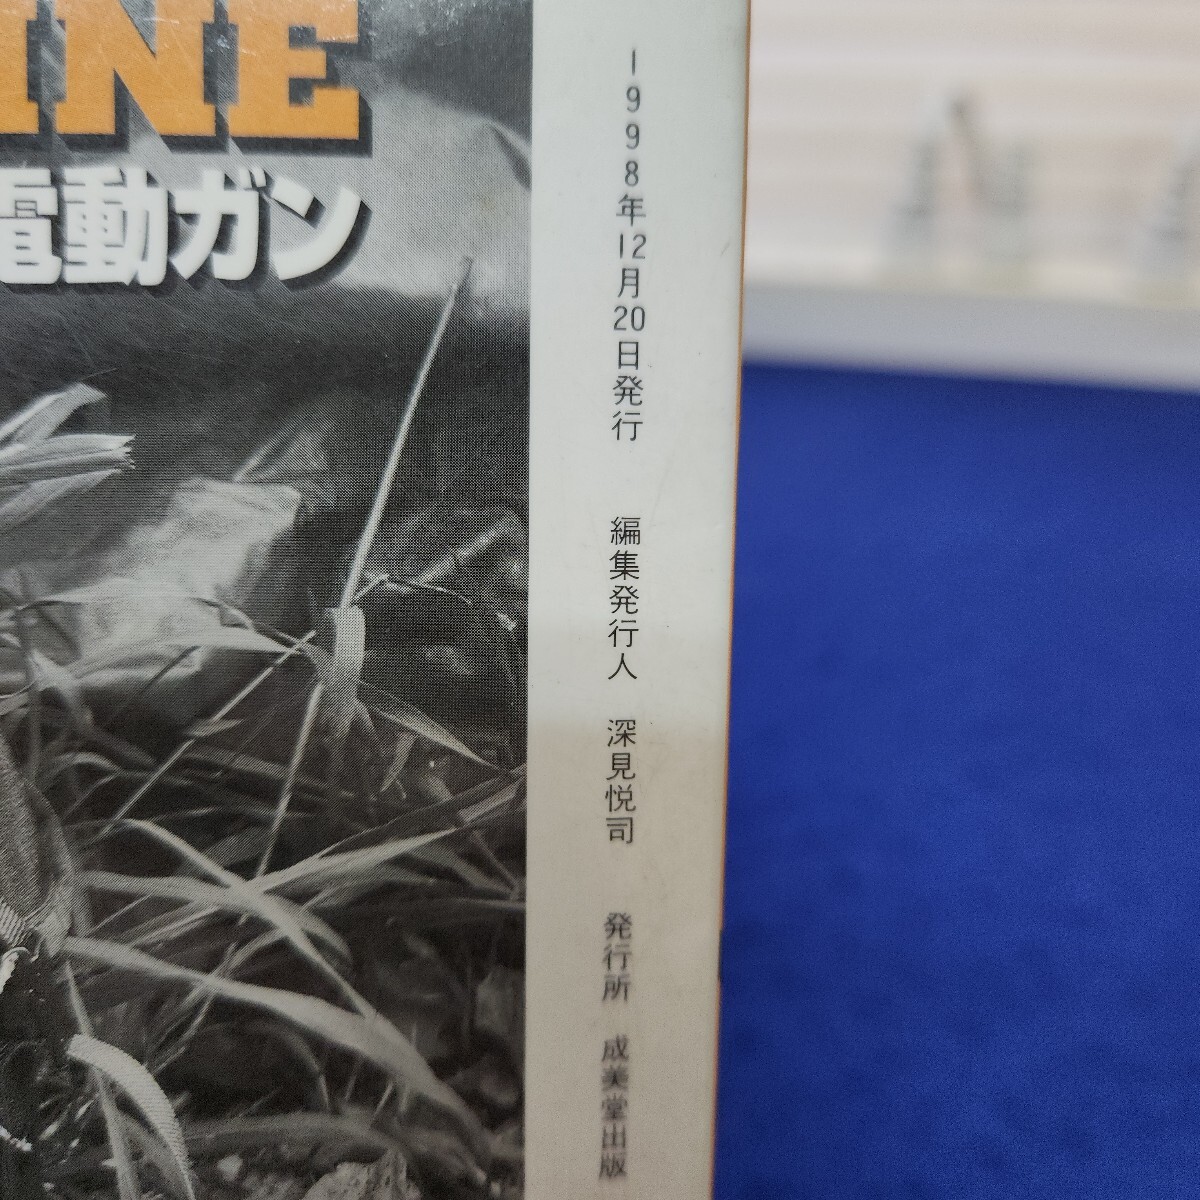 INE
電動ガン
1998年12月20日発行 編集発行人 深見悦司 発行所 成美堂出版